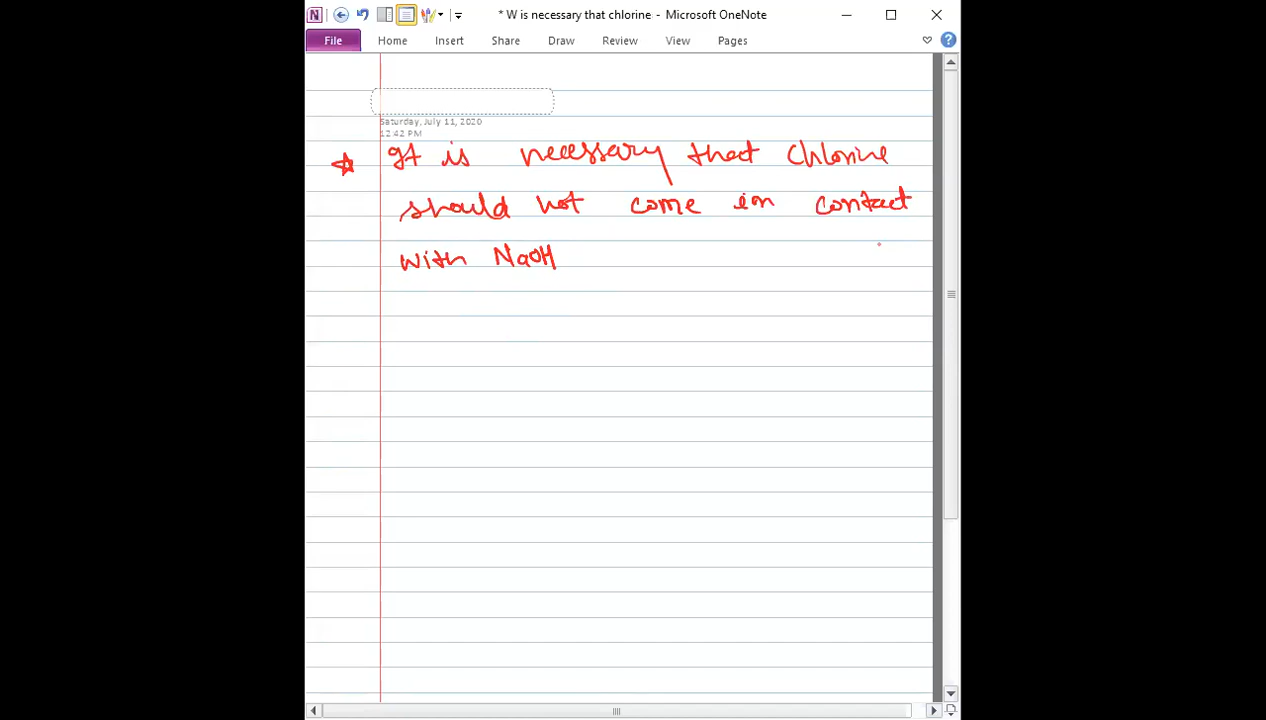 * W is necessary that chlorine - Microsoft OneNote
File Home Insert Share Draw Review View Pages
Saturday, July 11, 2020
12:42 PM
It is necessary that chlorine
should not come in contact
with NaOH